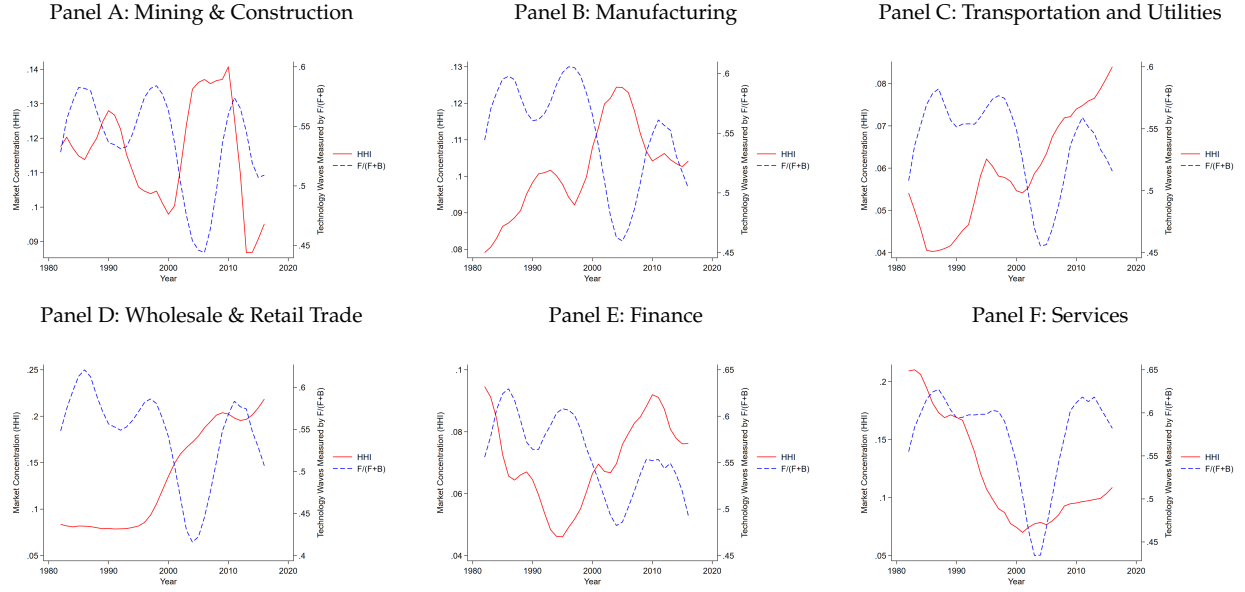 Panel A: Mining & Construction
Panel B: Manufacturing
Panel C: Transportation and Utilities
Market Concentration (HHI)
.14
.13
.12
.11
.1
.09
.6
.55
.5
.45
Technology Waves Measured by F/(F+B)
1980 1990 2000 2010 2020
Year
HHI
F/(F+B)
Market Concentration (HHI)
.13
.12
.11
.1
.09
.08
.6
.55
.5
.45
Technology Waves Measured by F/(F+B)
1980 1990 2000 2010 2020
Year
HHI
F/(F+B)
Market Concentration (HHI)
.08
.07
.06
.05
.04
.6
.55
.5
.45
Technology Waves Measured by F/(F+B)
1980 1990 2000 2010 2020
Year
HHI
F/(F+B)
Panel D: Wholesale & Retail Trade
Panel E: Finance
Panel F: Services
Market Concentration (HHI)
.25
.2
.15
.1
.05
.6
.55
.5
.45
.4
Technology Waves Measured by F/(F+B)
1980 1990 2000 2010 2020
Year
HHI
F/(F+B)
Market Concentration (HHI)
.1
.08
.06
.04
.65
.6
.55
.5
.45
Technology Waves Measured by F/(F+B)
1980 1990 2000 2010 2020
Year
HHI
F/(F+B)
Market Concentration (HHI)
.2
.15
.1
.05
.65
.6
.55
.5
.45
Technology Waves Measured by F/(F+B)
1980 1990 2000 2010 2020
Year
HHI
F/(F+B)